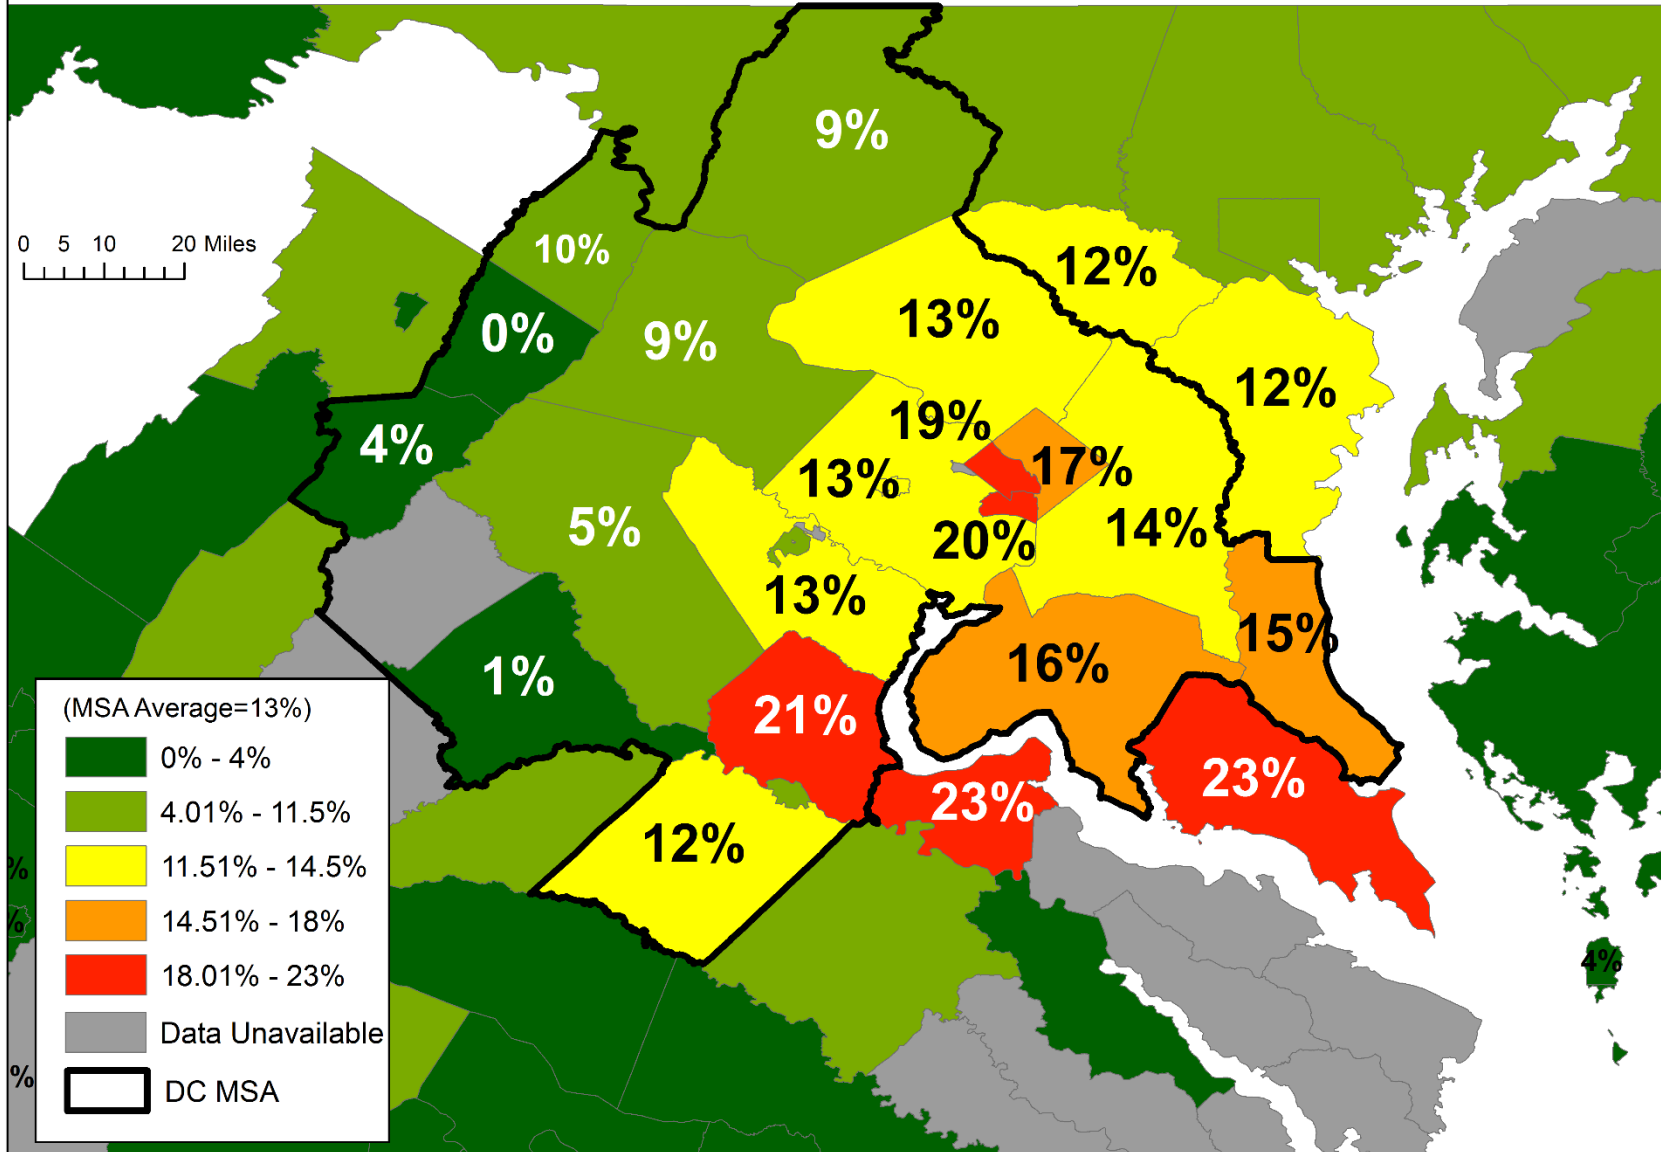 9%
0 5 10 20 Miles
10%
12%
0%
9%
13%
12%
19%
4%
17%
13%
5%
14%
20%
13%
15%
16%
1%
21%
23%
23%
12%
(MSA Average=13%)
0% - 4%
4.01% - 11.5%
11.51% - 14.5%
14.51% - 18%
18.01% - 23%
Data Unavailable
DC MSA
%
%
%
4%